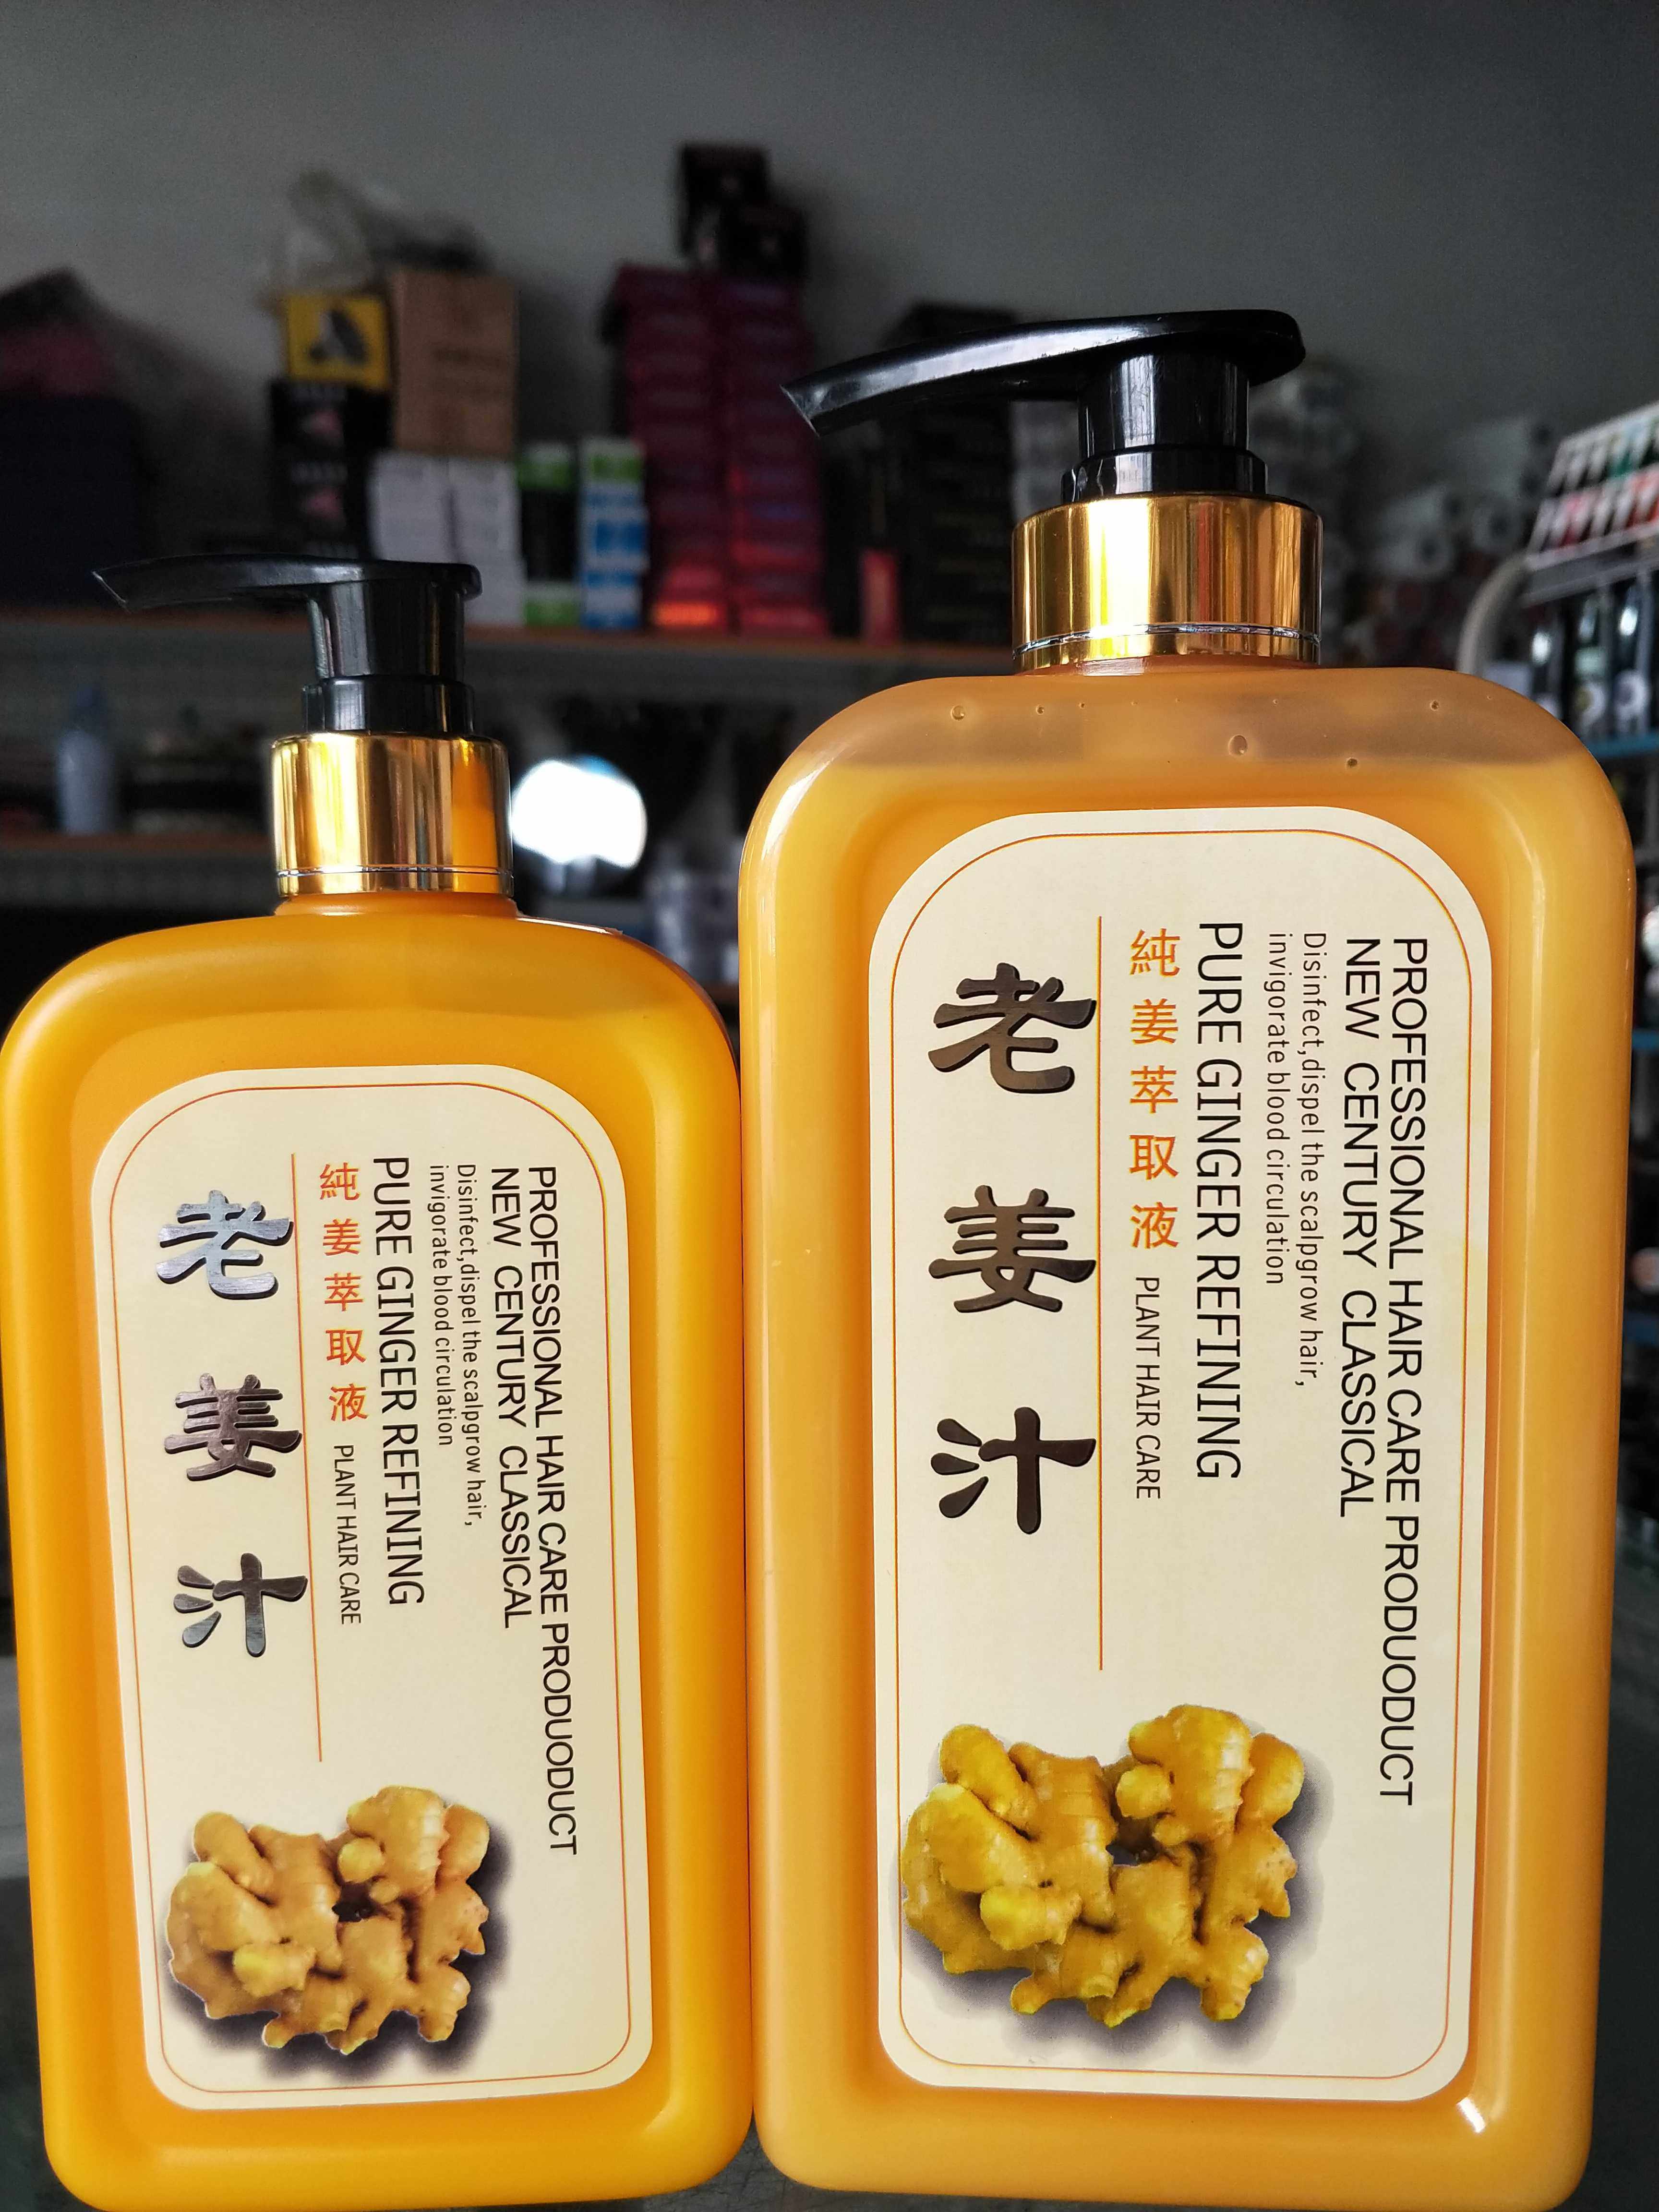 PROFESSIONAL HAIR CARE PRODUODUCT
NEW CENTURY CLASSICAL
Disinfect,dispel the scalpgrow hair,
invigorate blood circulation
PURE GINGER REFINING
純姜萃取液 PLANT HAIR CARE
老姜汁
PROFESSIONAL HAIR CARE PRODUODUCT
NEW CENTURY CLASSICAL
Disinfect,dispel the scalpgrow hair,
invigorate blood circulation
PURE GINGER REFINING
純姜萃取液 PLANT HAIR CARE
老姜汁